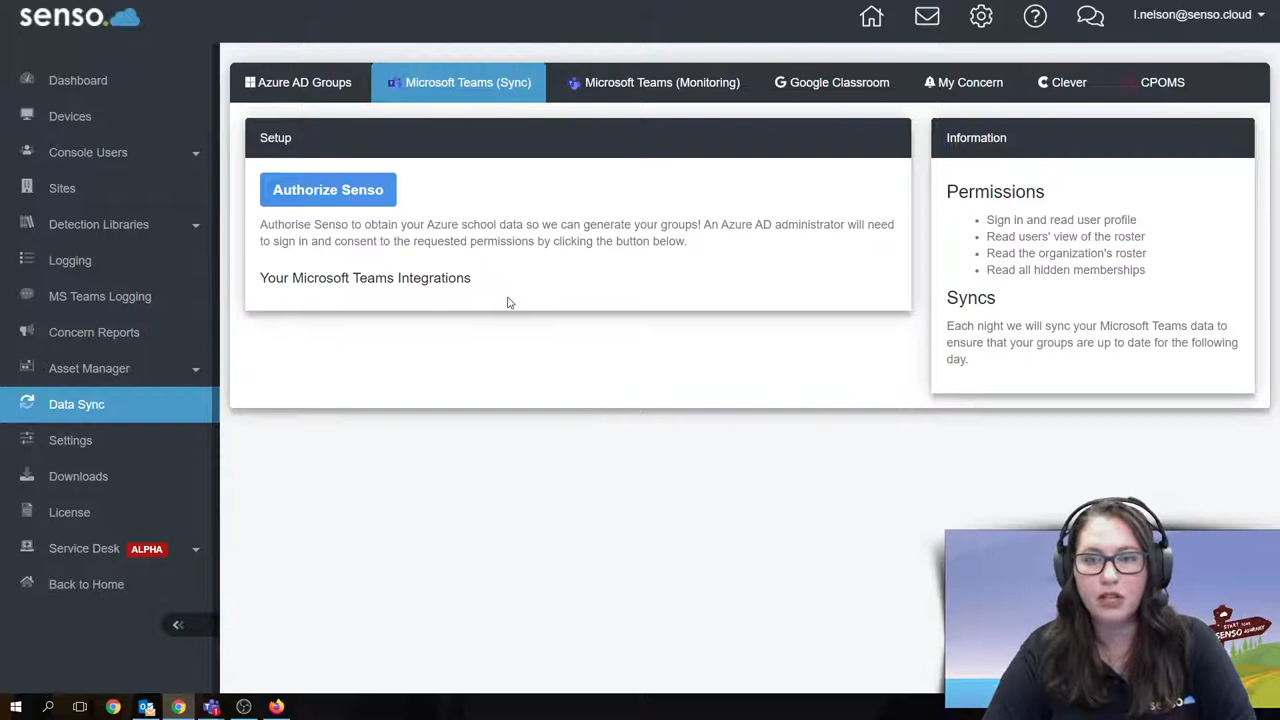 senso.
l.nelson@senso.cloud
Dashboard
Devices
Console Users
Sites
Detection Libraries
Logging
MS Teams Logging
Concern Reports
Asset Manager
Data Sync
Settings
Downloads
License
Service Desk ALPHA
Back to Home
Azure AD Groups
Microsoft Teams (Sync)
Microsoft Teams (Monitoring)
Google Classroom
My Concern
Clever
CPOMS
Setup
Authorize Senso
Authorise Senso to obtain your Azure school data so we can generate your groups! An Azure AD administrator will need
to sign in and consent to the requested permissions by clicking the button below.
Your Microsoft Teams Integrations
Information
Permissions
Sign in and read user profile
Read users' view of the roster
Read the organization's roster
Read all hidden memberships
Syncs
Each night we will sync your Microsoft Teams data to
ensure that your groups are up to date for the following
day.
START YOUR
SENSO JOURNEY
senso